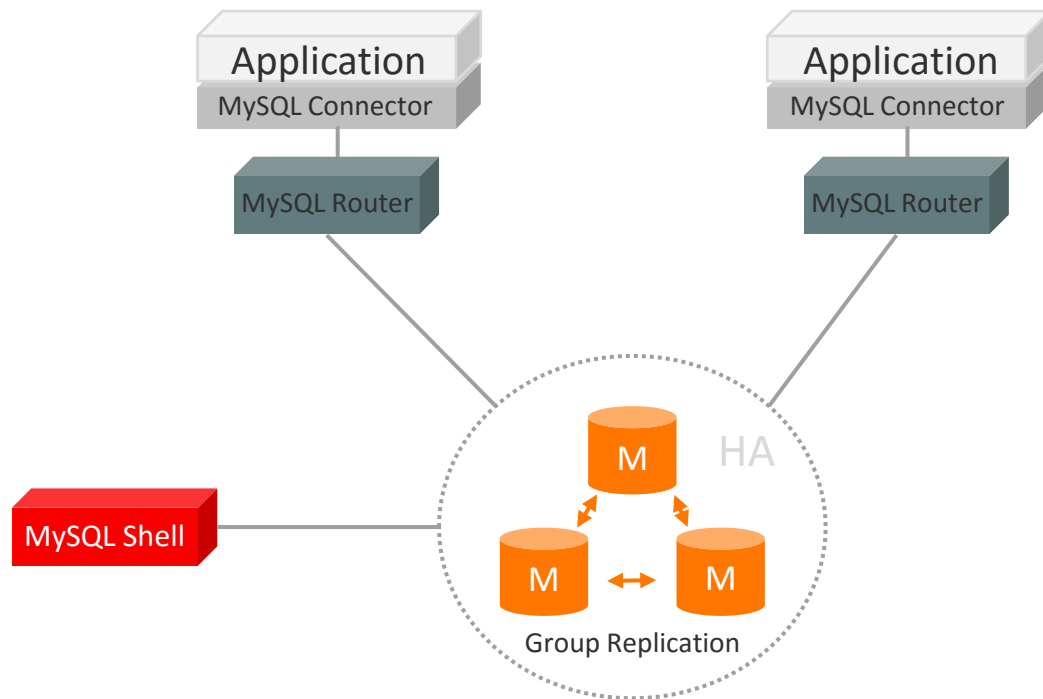 Application
MySQL Connector
MySQL Router
Application
MySQL Connector
MySQL Router
HA
M
MySQL Shell
M
M
Group Replication